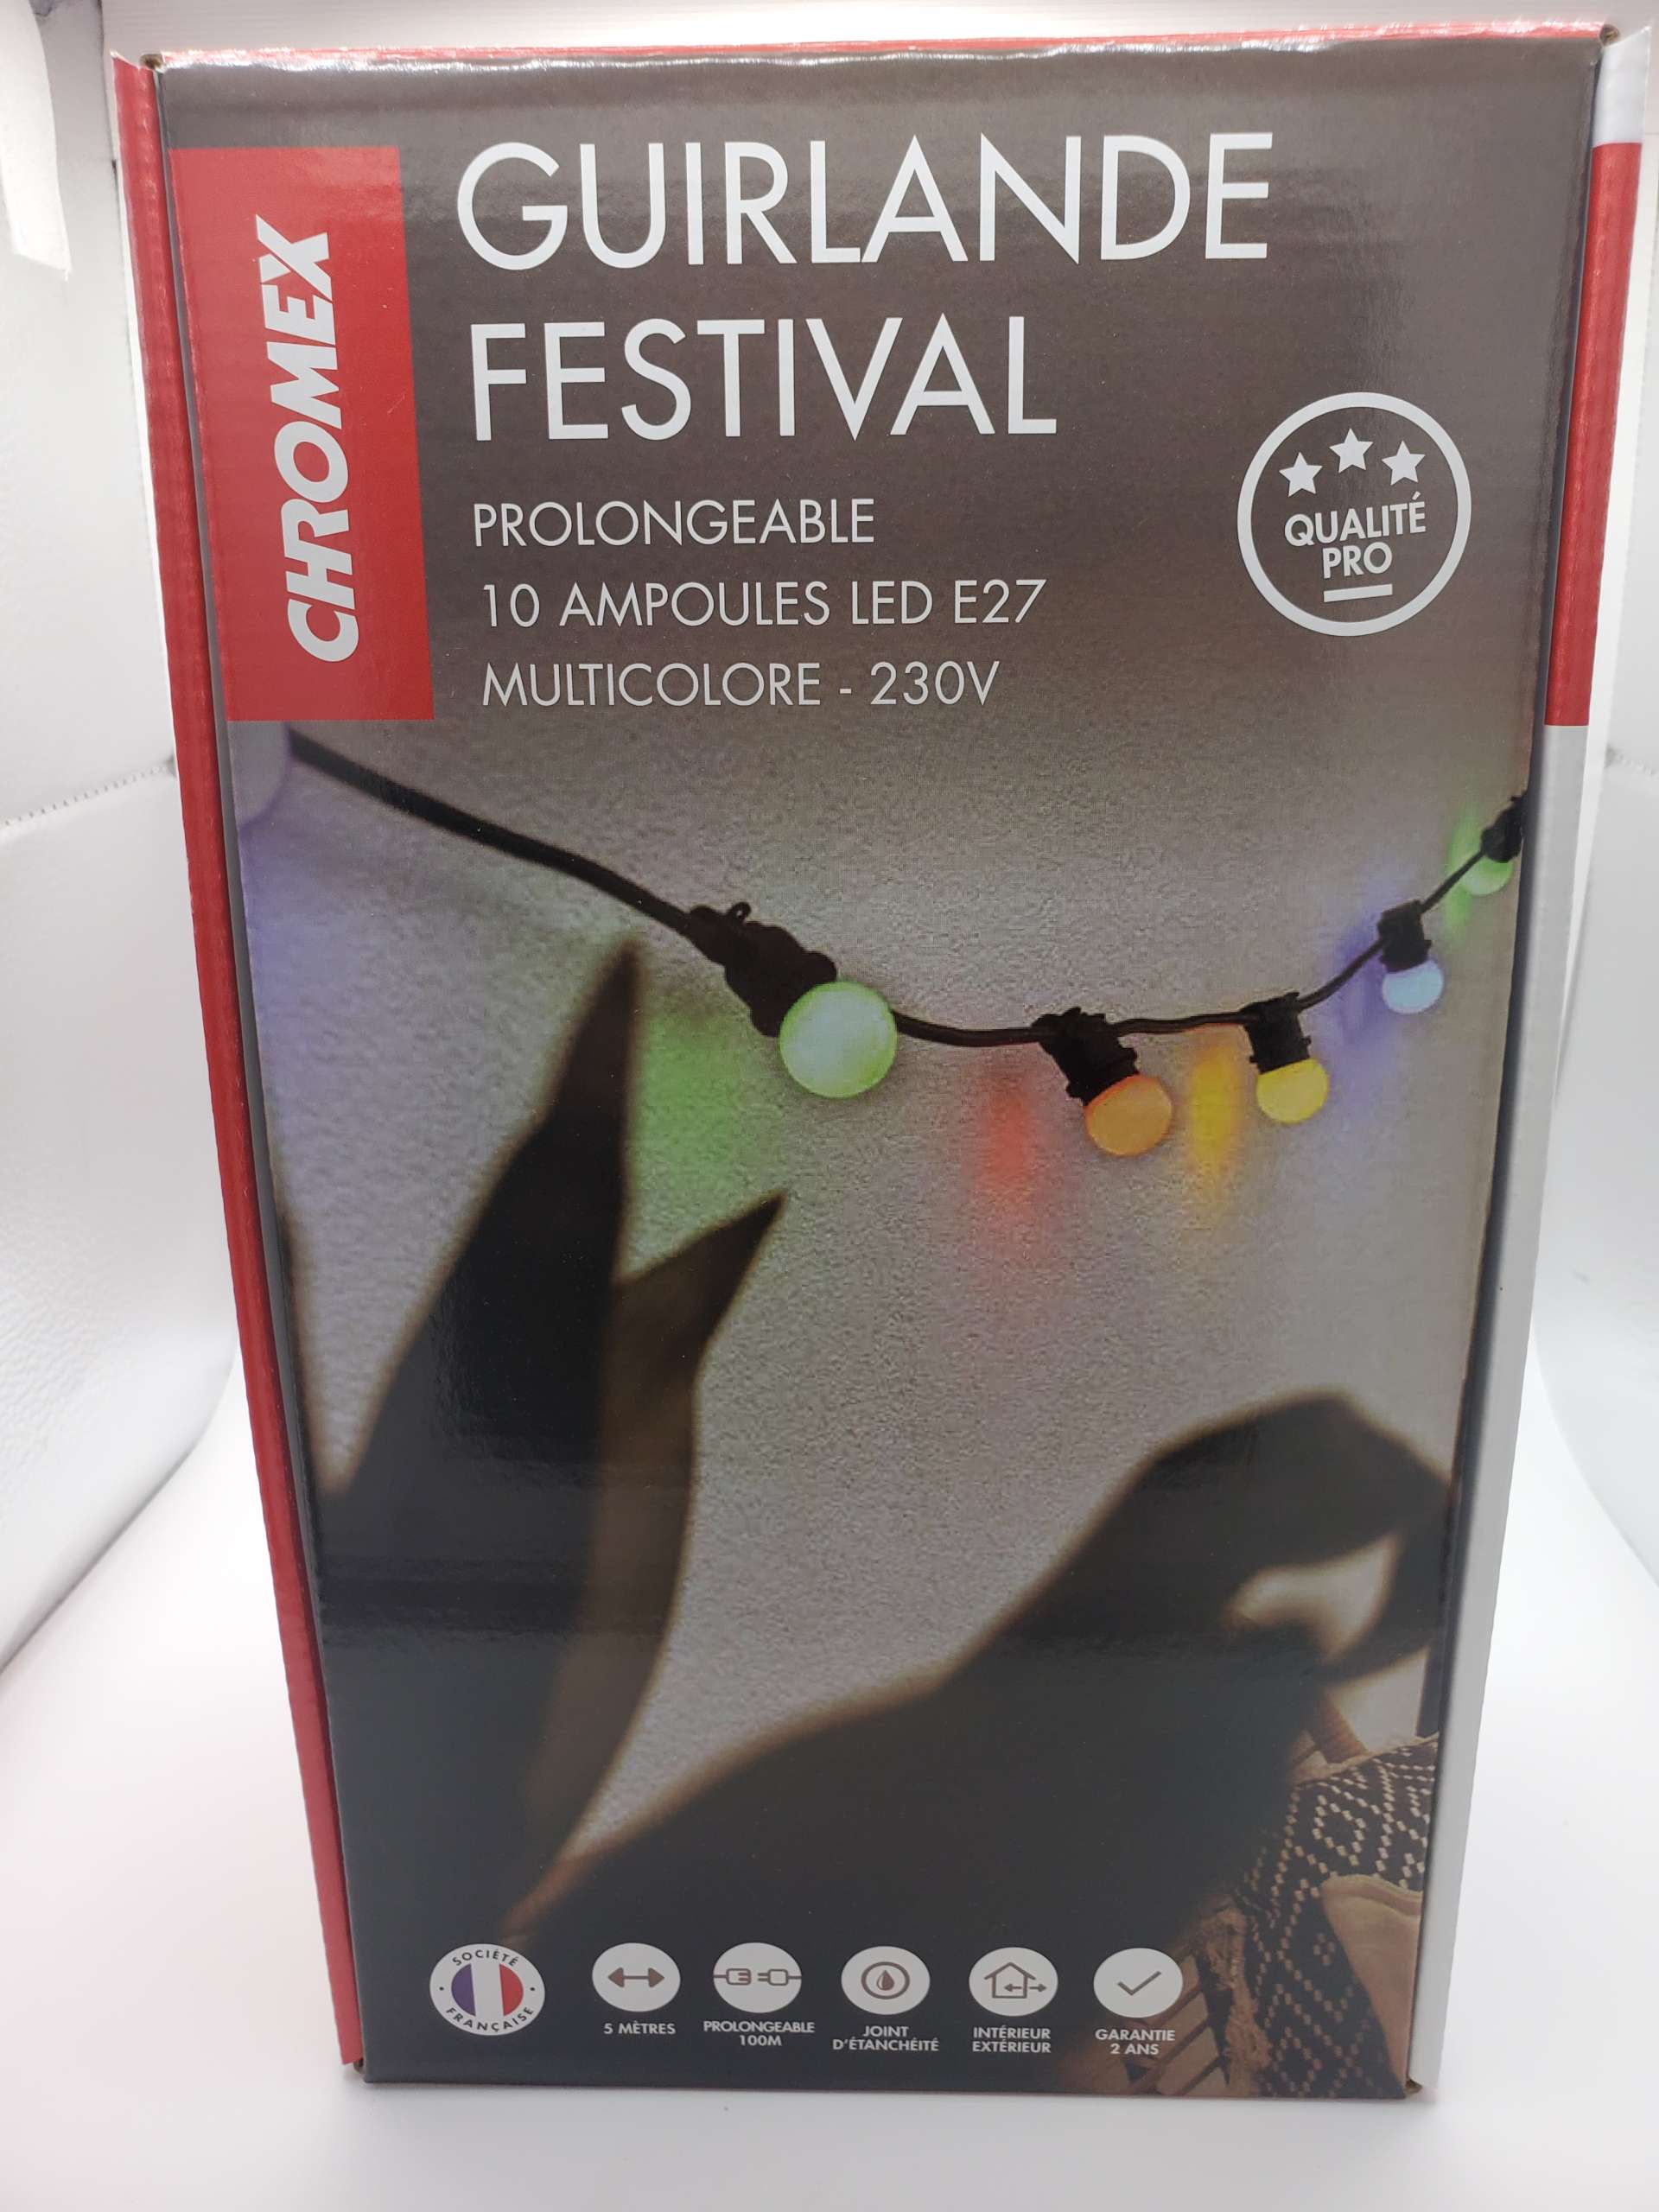 CHROMEX
GUIRLANDE
FESTIVAL
PROLONGEABLE
10 AMPOULES LED E27
MULTICOLORE - 230V
QUALITÉ
PRO
SOCIÉTÉ
FRANÇAISE
5 MÈTRES
PROLONGEABLE
100M
JOINT
D'ÉTANCHÉITÉ
INTÉRIEUR
EXTÉRIEUR
GARANTIE
2 ANS